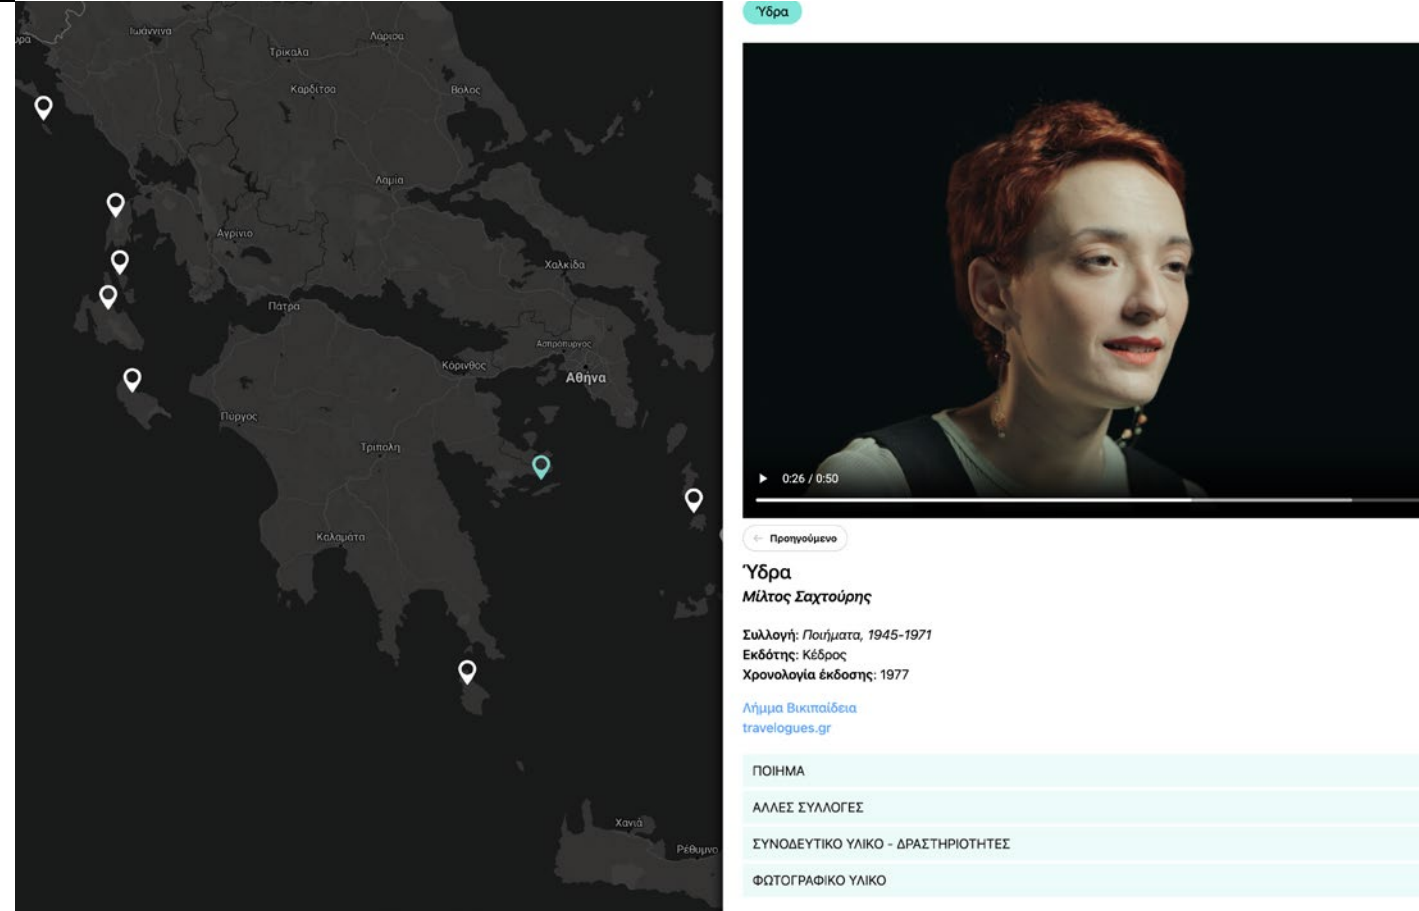 Ιωάννινα
Λάρισα
Τρίκαλα
Καρδίτσα
Βόλος
Λαμία
Αγρίνιο
Χαλκίδα
Πάτρα
Ασπρόπυργος
Κόρινθος
Αθήνα
Πύργος
Τρίπολη
Καλαμάτα
Χανιά
Ρέθυμνο
Ύδρα
0:26 / 0:50
← Προηγούμενο
Ύδρα
Μίλτος Σαχτούρης
Συλλογή: Ποιήματα, 1945-1971
Εκδότης: Κέδρος
Χρονολογία έκδοσης: 1977
Λήμμα Βικιπαίδεια
travelogues.gr
ΠΟΙΗΜΑ
ΑΛΛΕΣ ΣΥΛΛΟΓΕΣ
ΣΥΝΟΔΕΥΤΙΚΟ ΥΛΙΚΟ - ΔΡΑΣΤΗΡΙΟΤΗΤΕΣ
ΦΩΤΟΓΡΑΦΙΚΟ ΥΛΙΚΟ